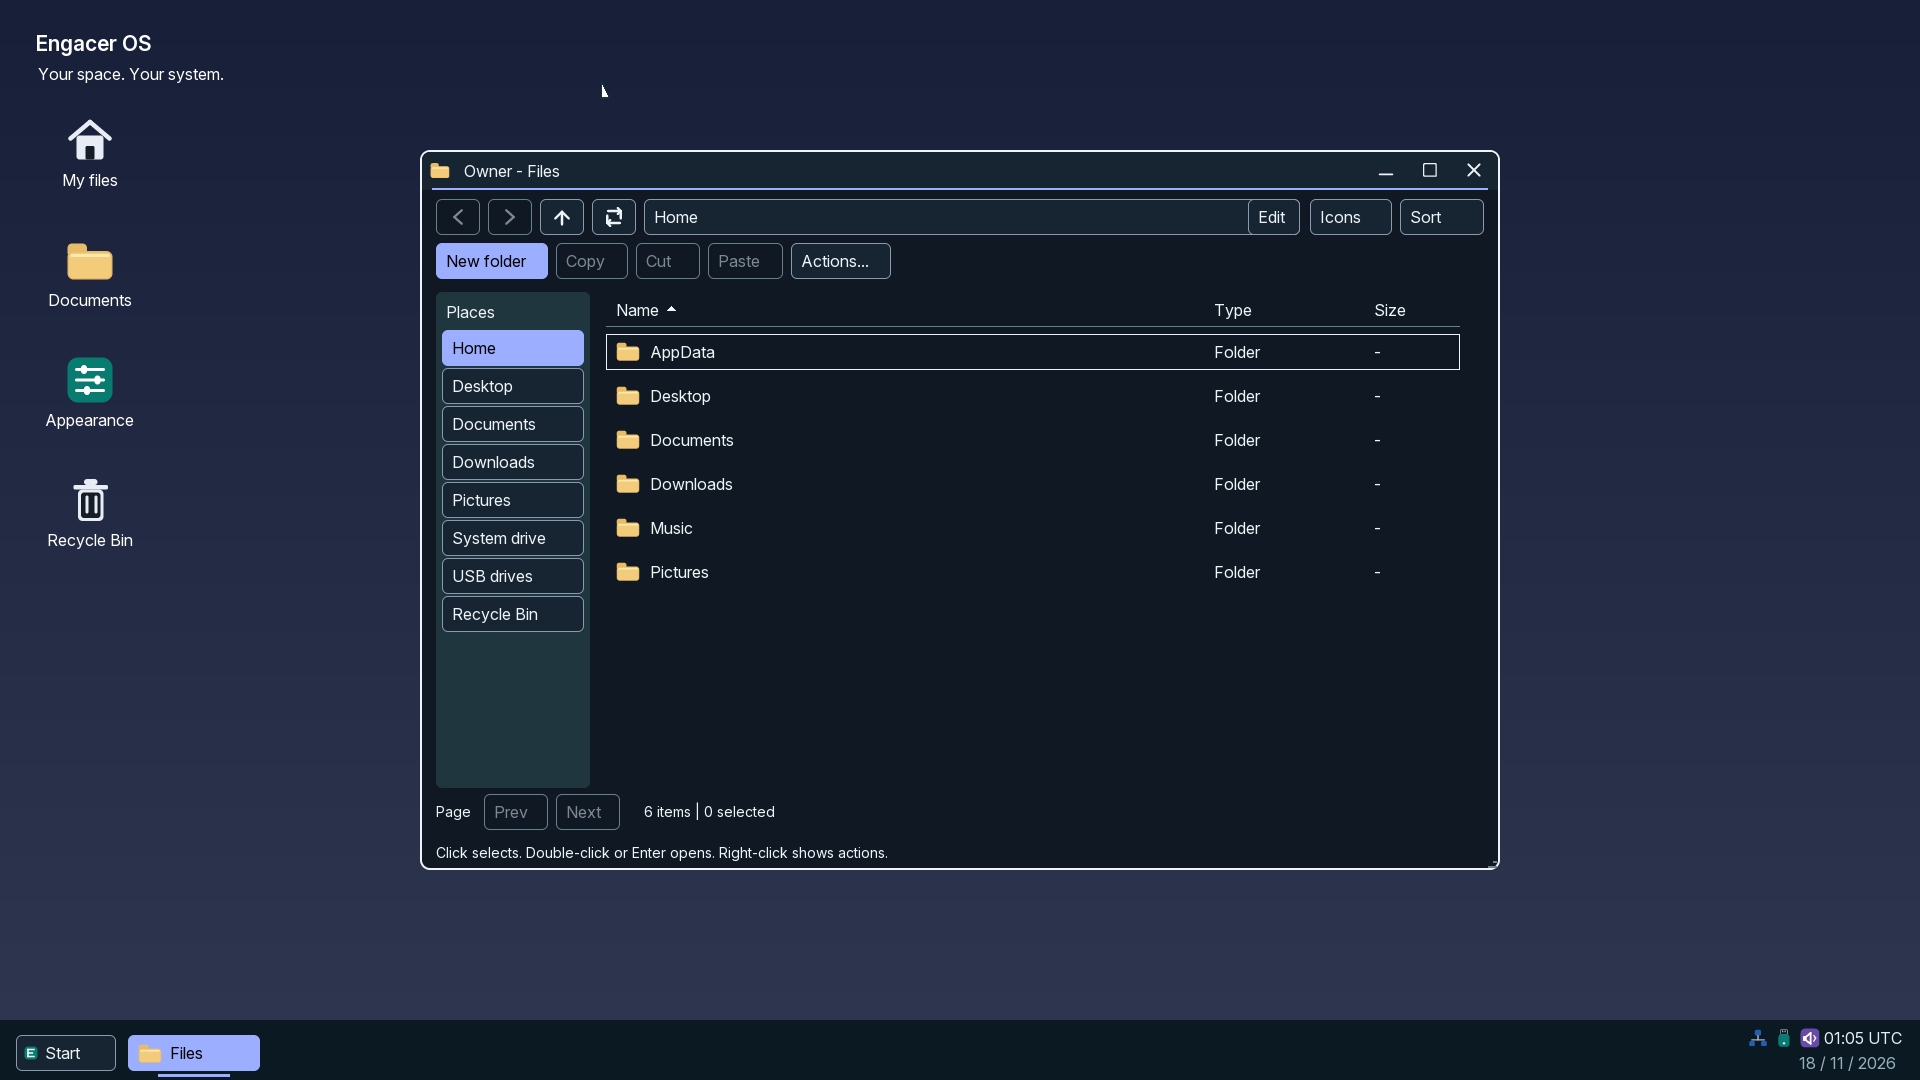 Engacer OS
Your space. Your system.
My files
Documents
Appearance
Recycle Bin
Owner - Files
Home
Edit
Icons
Sort
New folder
Copy
Cut
Paste
Actions...
Places
Home
Desktop
Documents
Downloads
Pictures
System drive
USB drives
Recycle Bin
Name Type Size
AppData Folder -
Desktop Folder -
Documents Folder -
Downloads Folder -
Music Folder -
Pictures Folder -
Page Prev Next 6 items | 0 selected
Click selects. Double-click or Enter opens. Right-click shows actions.
E Start
Files
01:05 UTC
18 / 11 / 2026